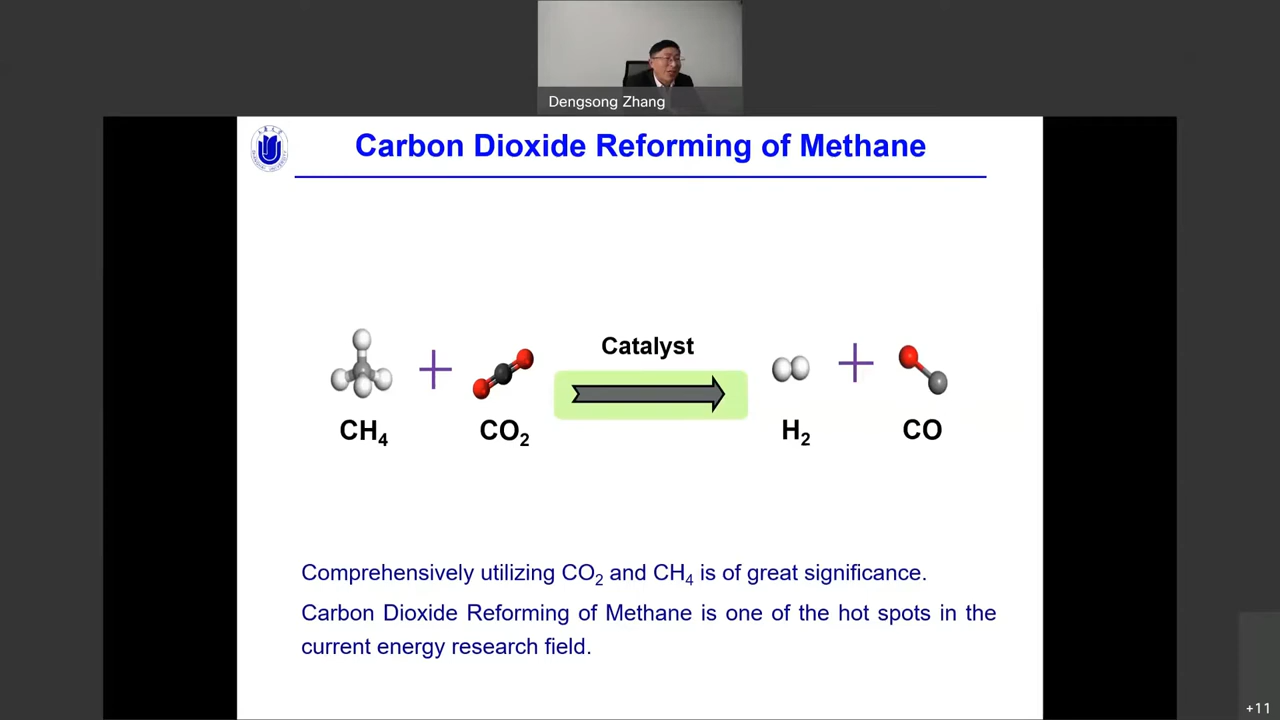 Dengsong Zhang
Carbon Dioxide Reforming of Methane
Catalyst
CH₄
CO₂
H₂
CO
Comprehensively utilizing CO₂ and CH₄ is of great significance.
Carbon Dioxide Reforming of Methane is one of the hot spots in the
current energy research field.
+11